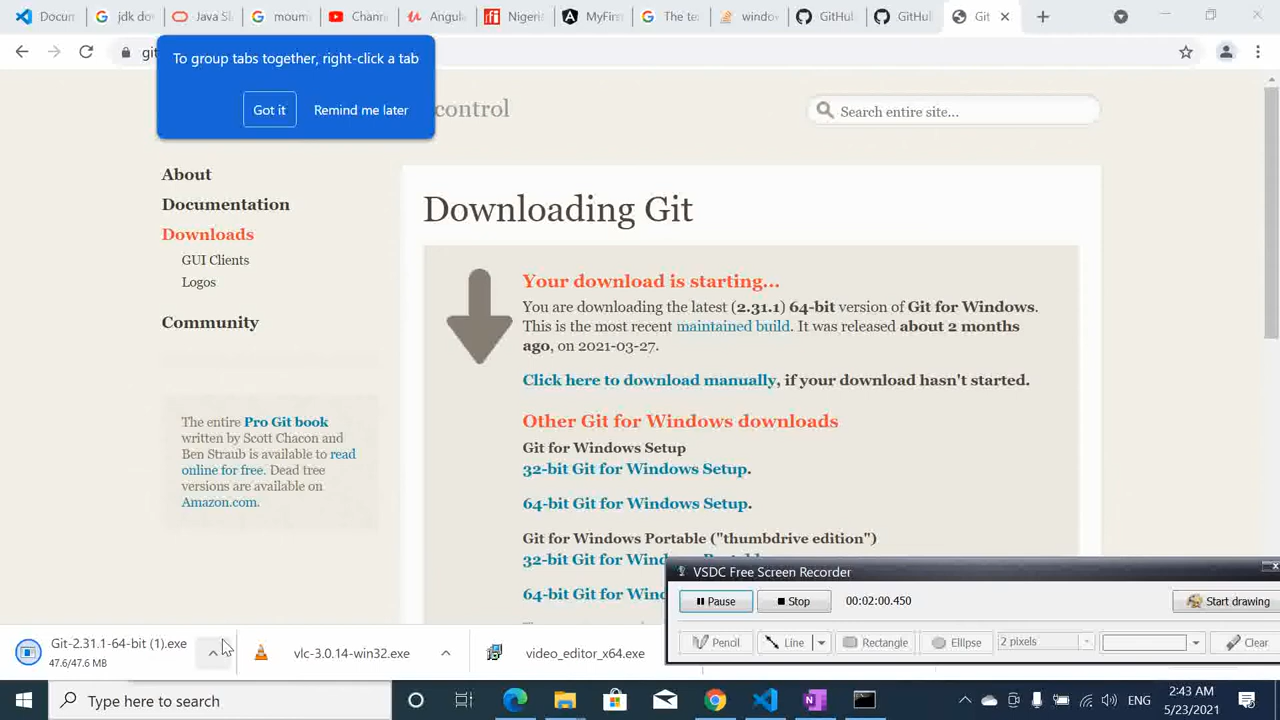 Docum
jdk do
Java S
moum
Chann
Angul
Nigeri
MyFir
The te
windo
GitHu
GitHu
Git
git
To group tabs together, right-click a tab
Got it
Remind me later
control
Search entire site...
About
Documentation
Downloads
GUI Clients
Logos
Community
The entire Pro Git book
written by Scott Chacon and
Ben Straub is available to read
online for free. Dead tree
versions are available on
Amazon.com.
Downloading Git
Your download is starting...
You are downloading the latest (2.31.1) 64-bit version of Git for Windows.
This is the most recent maintained build. It was released about 2 months
ago, on 2021-03-27.
Click here to download manually, if your download hasn't started.
Other Git for Windows downloads
Git for Windows Setup
32-bit Git for Windows Setup.
64-bit Git for Windows Setup.
Git for Windows Portable ("thumbdrive edition")
32-bit Git for Wind
64-bit Git for Wind
VSDC Free Screen Recorder
Pause
Stop
00:02:00.450
Start drawing
Pencil
Line
Rectangle
Ellipse
2 pixels
Clear
Git-2.31.1-64-bit (1).exe
47.6/47.6 MB
vlc-3.0.14-win32.exe
video_editor_x64.exe
Type here to search
ENG
2:43 AM
5/23/2021